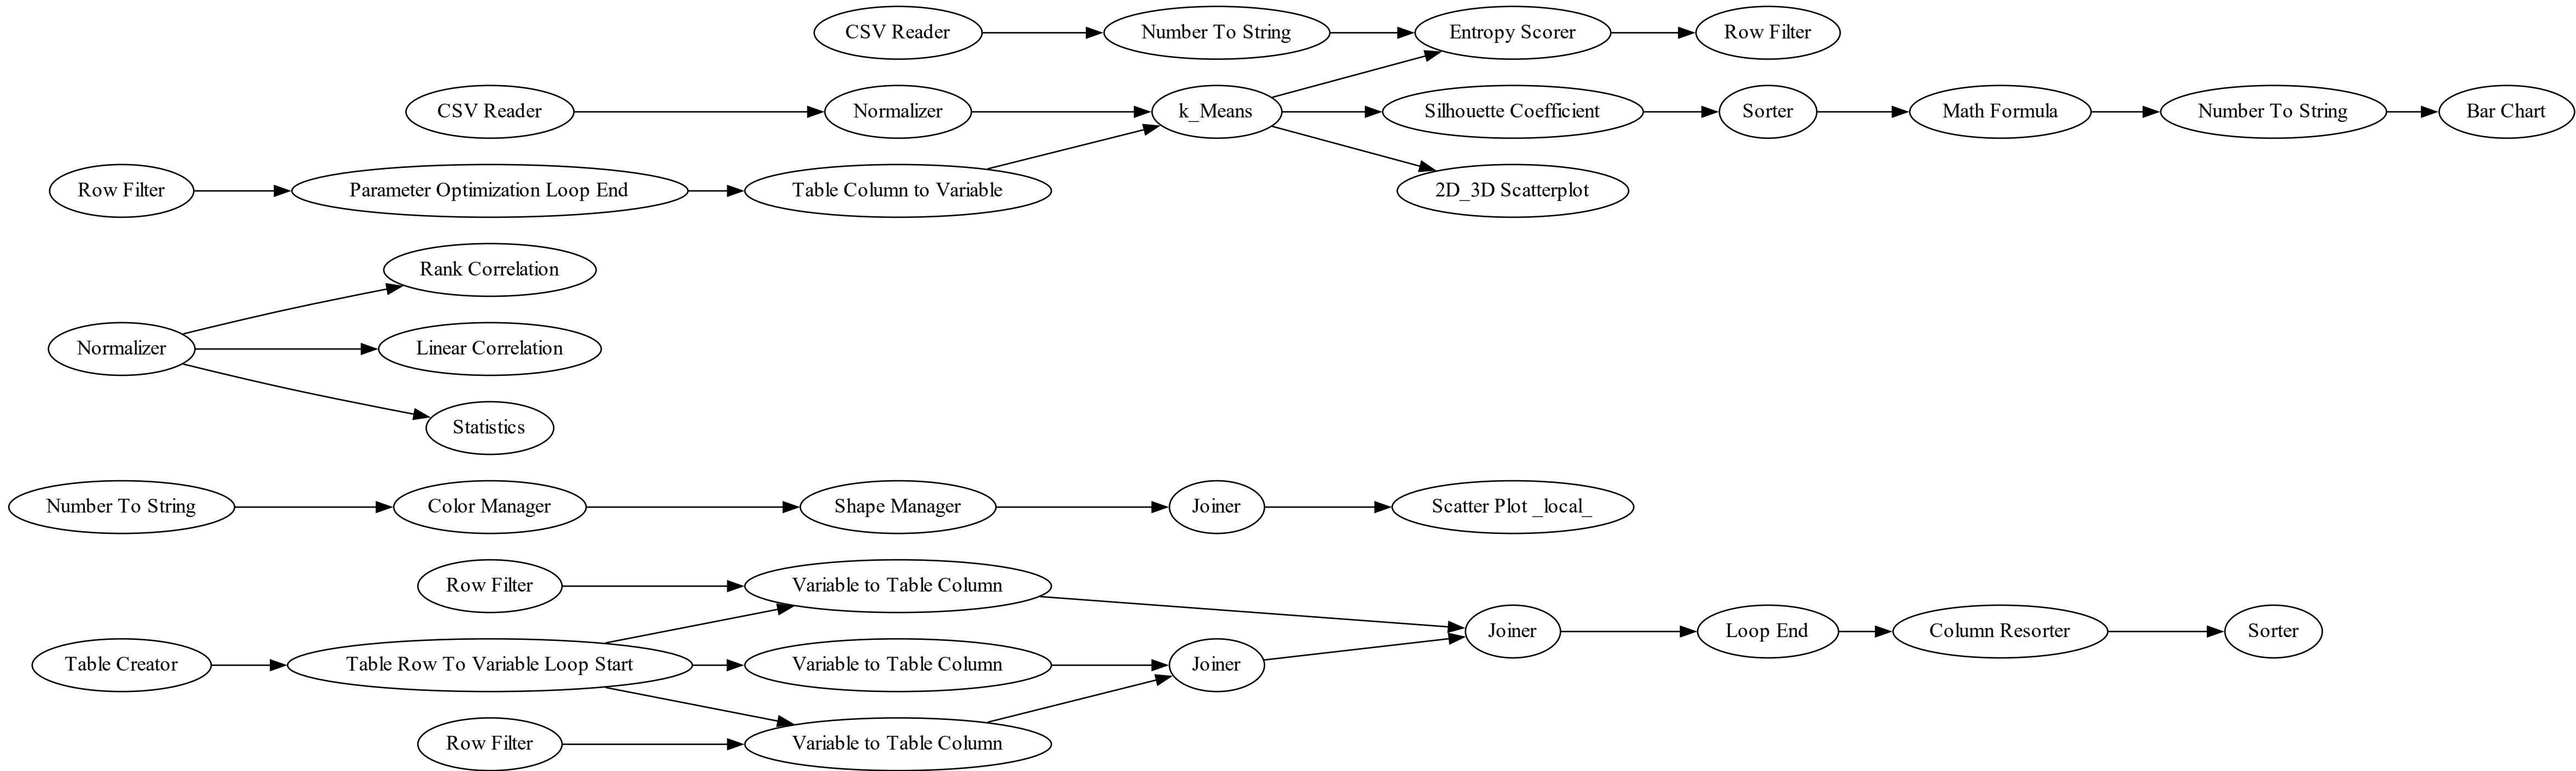 CSV Reader
Number To String
Entropy Scorer
Row Filter
CSV Reader
Normalizer
k_Means
Silhouette Coefficient
Sorter
Math Formula
Number To String
Bar Chart
Row Filter
Parameter Optimization Loop End
Table Column to Variable
2D_3D Scatterplot
Rank Correlation
Normalizer
Linear Correlation
Statistics
Number To String
Color Manager
Shape Manager
Joiner
Scatter Plot _local_
Row Filter
Variable to Table Column
Joiner
Loop End
Column Resorter
Sorter
Table Creator
Table Row To Variable Loop Start
Variable to Table Column
Joiner
Row Filter
Variable to Table Column